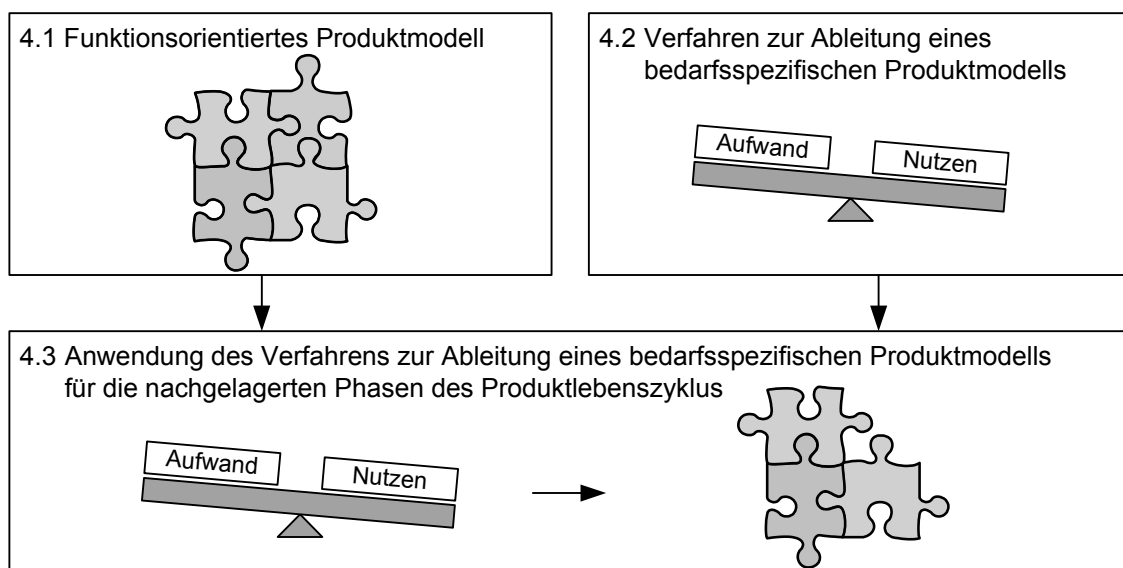 4.1 Funktionsorientiertes Produktmodell
4.2 Verfahren zur Ableitung eines
bedarfsspezifischen Produktmodells
Aufwand
Nutzen
4.3 Anwendung des Verfahrens zur Ableitung eines bedarfsspezifischen Produktmodells
für die nachgelagerten Phasen des Produktlebenszyklus
Aufwand
Nutzen